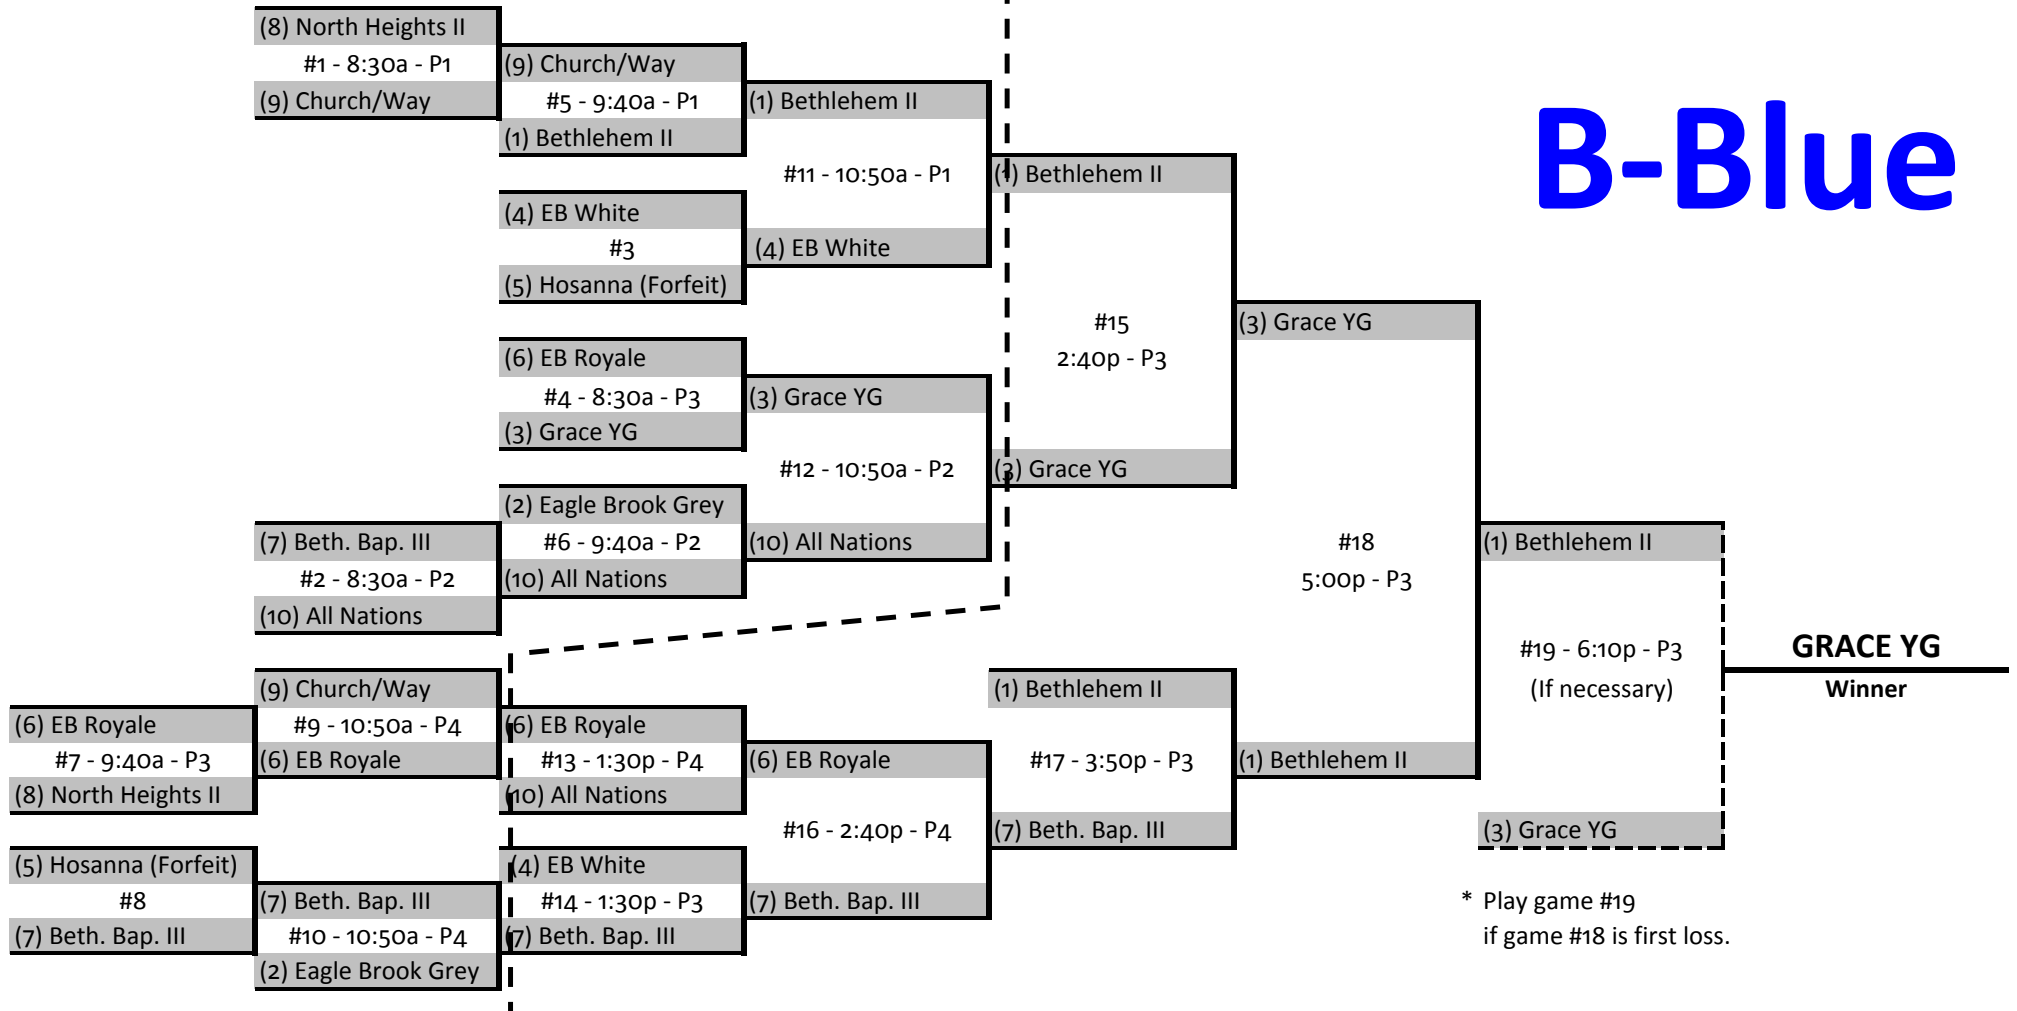 (8) North Heights II
#1 - 8:30a - P1
(9) Church/Way
(9) Church/Way
#5 - 9:40a - P1
(1) Bethlehem II
(1) Bethlehem II
#11 - 10:50a - P1
(4) EB White
(4) EB White
#3
(5) Hosanna (Forfeit)
(6) EB Royale
#4 - 8:30a - P3
(3) Grace YG
(3) Grace YG
#12 - 10:50a - P2
(10) All Nations
(2) Eagle Brook Grey
#6 - 9:40a - P2
(10) All Nations
(7) Beth. Bap. III
#2 - 8:30a - P2
(10) All Nations
(1) Bethlehem II
#15
2:40p - P3
(3) Grace YG
(3) Grace YG
#18
5:00p - P3
(1) Bethlehem II
B-Blue
(1) Bethlehem II
#19 - 6:10p - P3
(If necessary)
(3) Grace YG
GRACE YG
Winner
(9) Church/Way
#9 - 10:50a - P4
(6) EB Royale
(6) EB Royale
#7 - 9:40a - P3
(8) North Heights II
(5) Hosanna (Forfeit)
#8
(7) Beth. Bap. III
(7) Beth. Bap. III
#10 - 10:50a - P4
(2) Eagle Brook Grey
(6) EB Royale
#13 - 1:30p - P4
(10) All Nations
(4) EB White
#14 - 1:30p - P3
(7) Beth. Bap. III
(6) EB Royale
#16 - 2:40p - P4
(7) Beth. Bap. III
(1) Bethlehem II
#17 - 3:50p - P3
(7) Beth. Bap. III
* Play game #19
if game #18 is first loss.